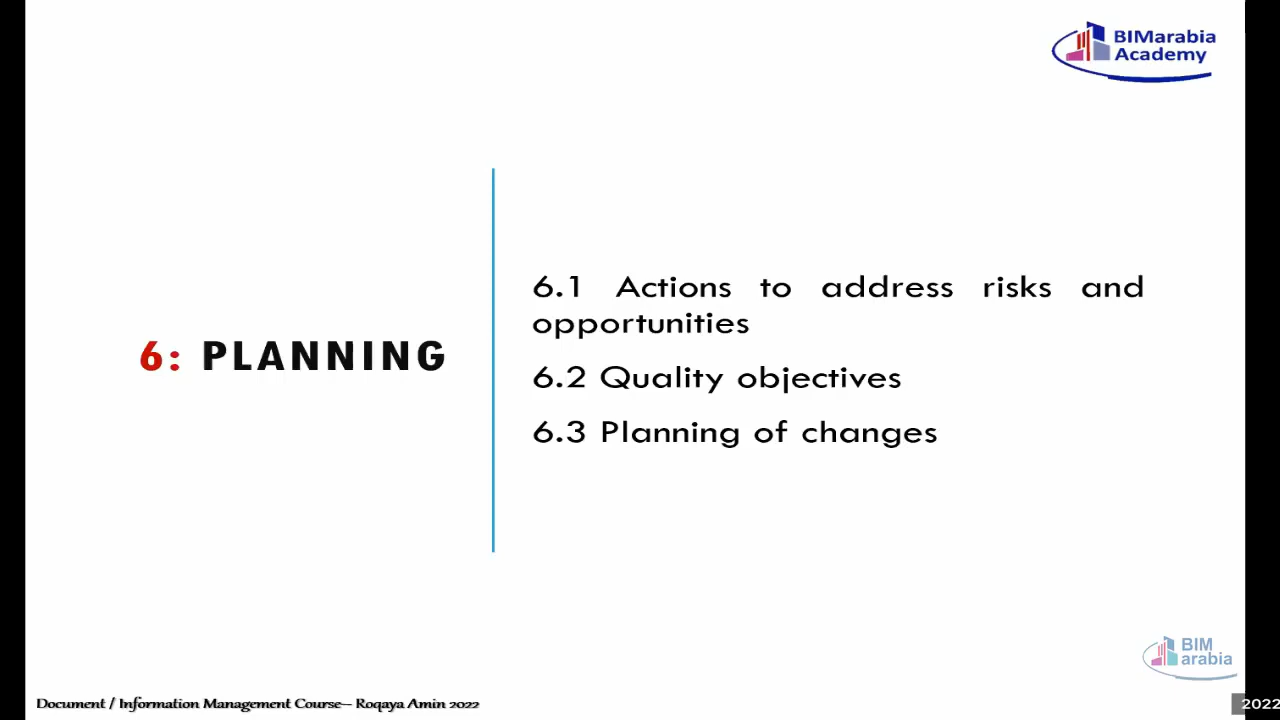 BIMarabia
Academy
6: PLANNING
6.1 Actions to address risks and
opportunities
6.2 Quality objectives
6.3 Planning of changes
BIM
arabia
Document / Information Management Course-- Roqaya Amin 2022
2022